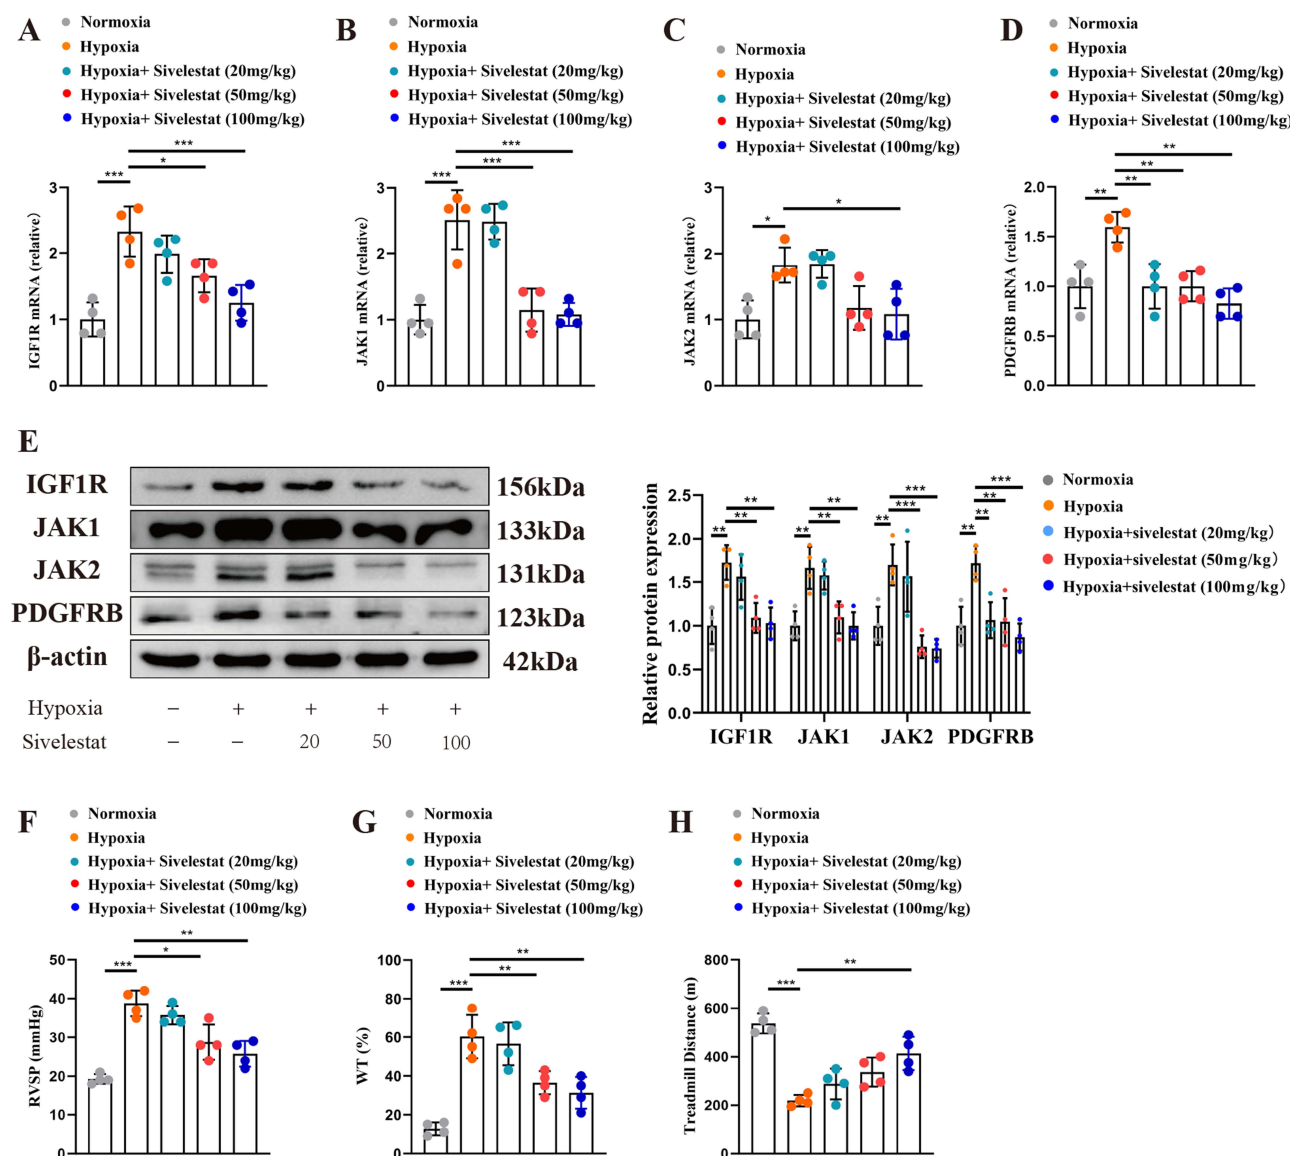 A
Normoxia
Hypoxia
Hypoxia+ Sivelestat (20mg/kg)
Hypoxia+ Sivelestat (50mg/kg)
Hypoxia+ Sivelestat (100mg/kg)
***
*
***
IGF1R mRNA (relative)
3
2
1
0
B
Normoxia
Hypoxia
Hypoxia+ Sivelestat (20mg/kg)
Hypoxia+ Sivelestat (50mg/kg)
Hypoxia+ Sivelestat (100mg/kg)
***
***
***
JAK1 mRNA (relative)
3
2
1
0
C
Normoxia
Hypoxia
Hypoxia+ Sivelestat (20mg/kg)
Hypoxia+ Sivelestat (50mg/kg)
Hypoxia+ Sivelestat (100mg/kg)
*
*
JAK2 mRNA (relative)
3
2
1
0
D
Normoxia
Hypoxia
Hypoxia+ Sivelestat (20mg/kg)
Hypoxia+ Sivelestat (50mg/kg)
Hypoxia+ Sivelestat (100mg/kg)
**
**
**
**
PDGFRB mRNA (relative)
2.0
1.5
1.0
0.5
0.0
E
IGF1R 156kDa
JAK1 133kDa
JAK2 131kDa
PDGFRB 123kDa
β-actin 42kDa
Hypoxia − + + + +
Sivelestat − − 20 50 100
Relative protein expression
2.5
2.0
1.5
1.0
0.5
0.0
** ** **
** ** **
** *** ***
** ** ** ***
IGF1R JAK1 JAK2 PDGFRB
Normoxia
Hypoxia
Hypoxia+sivelestat (20mg/kg)
Hypoxia+sivelestat (50mg/kg)
Hypoxia+sivelestat (100mg/kg)
F
Normoxia
Hypoxia
Hypoxia+ Sivelestat (20mg/kg)
Hypoxia+ Sivelestat (50mg/kg)
Hypoxia+ Sivelestat (100mg/kg)
**
*
***
RVSP (mmHg)
50
40
30
20
10
0
G
Normoxia
Hypoxia
Hypoxia+ Sivelestat (20mg/kg)
Hypoxia+ Sivelestat (50mg/kg)
Hypoxia+ Sivelestat (100mg/kg)
**
**
***
WT (%)
100
80
60
40
20
0
H
Normoxia
Hypoxia
Hypoxia+ Sivelestat (20mg/kg)
Hypoxia+ Sivelestat (50mg/kg)
Hypoxia+ Sivelestat (100mg/kg)
**
***
Treadmill Distance (m)
800
600
400
200
0